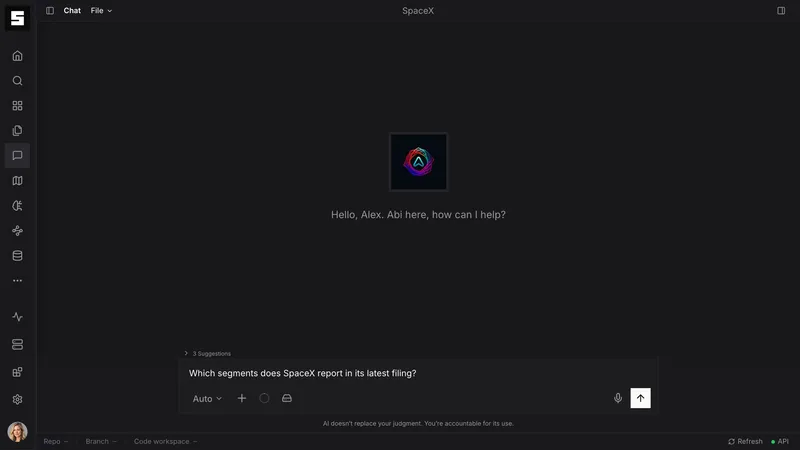 Chat
File
SpaceX
Hello, Alex. Abi here, how can I help?
3 Suggestions
Which segments does SpaceX report in its latest filing?
Auto
AI doesn't replace your judgment. You're accountable for its use.
Repo –
Branch –
Code workspace –
Refresh
API